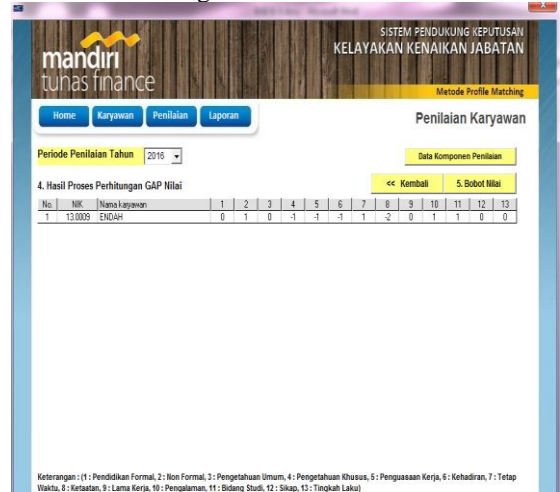 SISTEM PENDUKUNG KEPUTUSAN
KELAYAKAN KENAIKAN JABATAN
mandiri
tunas finance
Metode Profile Matching
Home Karyawan Penilaian Laporan
Penilaian Karyawan
Periode Penilaian Tahun 2016
Data Komponen Penilaian
4. Hasil Proses Perhitungan GAP Nilai
<< Kembali 5. Bobot Nilai
No. NIK Nama karyawan 1 2 3 4 5 6 7 8 9 10 11 12 13
1 13.0009 ENDAH 0 1 0 -1 -1 -1 1 -2 0 1 1 0 0
Keterangan : (1 : Pendidikan Formal, 2 : Non Formal, 3 : Pengetahuan Umum, 4 : Pengetahuan Khusus, 5 : Penguasaan Kerja, 6 : Kehadiran, 7 : Tetap
Waktu, 8 : Ketaatan, 9 : Lama Kerja, 10 : Pengalaman, 11 : Bidang Studi, 12 : Sikap, 13 : Tingkah Laku)